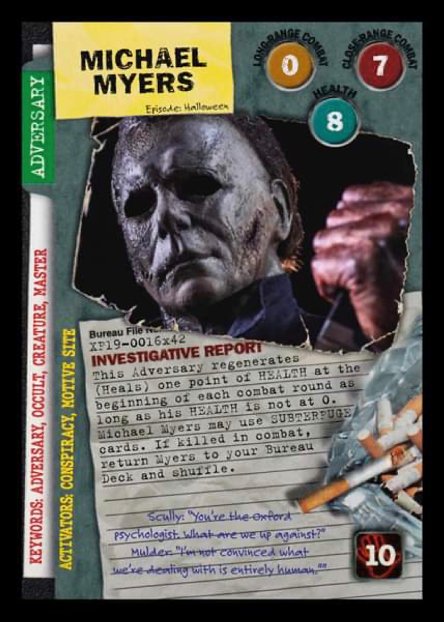 MICHAEL
MYERS
Episode: Halloween
LONG-RANGE COMBAT
0
CLOSE-RANGE COMBAT
7
HEALTH
8
ADVERSARY
KEYWORDS: ADVERSARY, OCCULT, CREATURE, MASTER
ACTIVATORS: CONSPIRACY, MOTIVE SITE
Bureau File
XF19-0016x42
INVESTIGATIVE REPORT
This Adversary regenerates
(Heals) one point of HEALTH at the
beginning of each combat round as
long as his HEALTH is not at 0.
Michael Myers may use SUBTERFUGE
cards. If killed in combat,
return Myers to your Bureau
Deck and shuffle.
Scully: "You're the Oxford
psychologist. What are we up against?"
Mulder: "I'm not convinced what
we're dealing with is entirely human.""
10